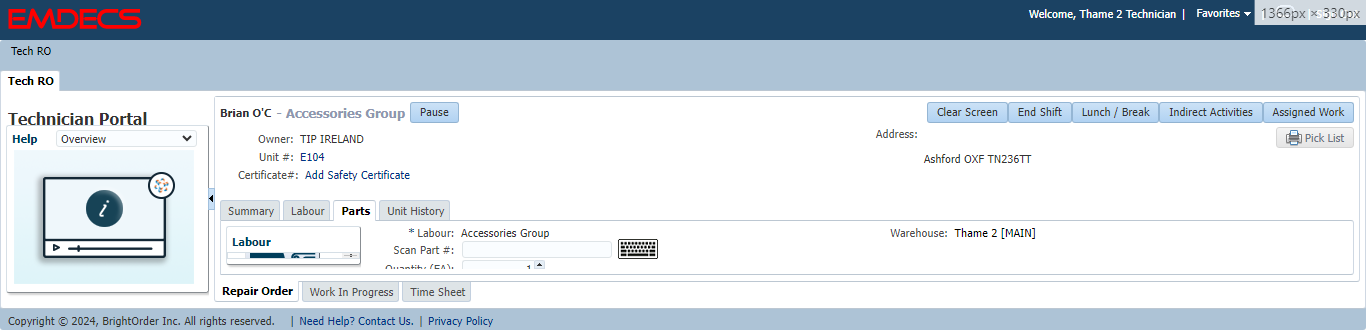 EMDECS
Welcome, Thame 2 Technician | Favorites
1366px × 330px
Tech RO
Tech RO
Technician Portal
Help Overview
i
Brian O'C - Accessories Group Pause
Clear Screen End Shift Lunch / Break Indirect Activities Assigned Work
Owner: TIP IRELAND
Unit #: E104
Certificate#: Add Safety Certificate
Address:
Ashford OXF TN236TT
Pick List
Summary Labour Parts Unit History
Labour
* Labour: Accessories Group
Scan Part #:
Quantity (EA): 1
Warehouse: Thame 2 [MAIN]
Repair Order Work In Progress Time Sheet
Copyright © 2024, BrightOrder Inc. All rights reserved. | Need Help? Contact Us. | Privacy Policy